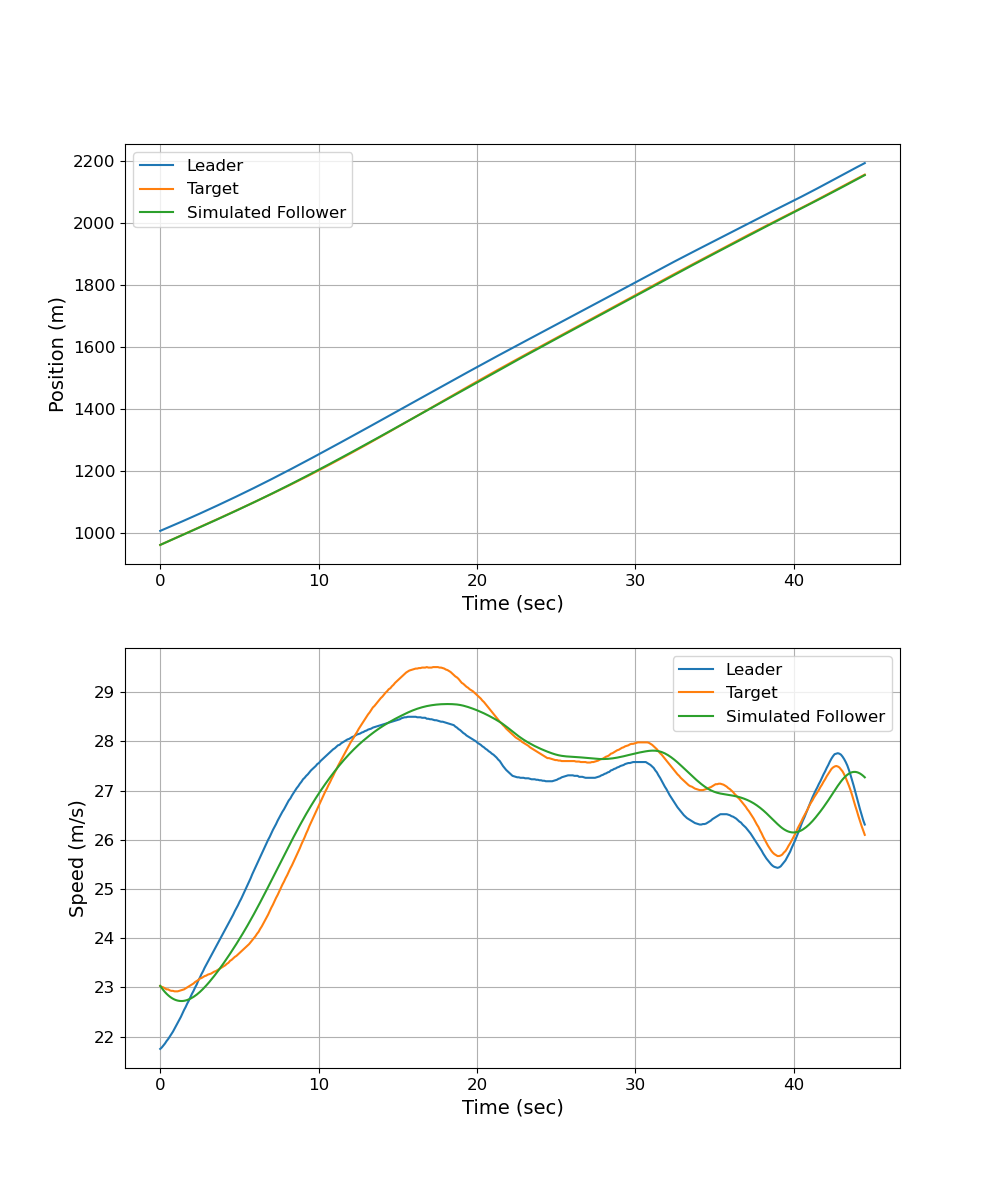 2200
2000
1800
1600
1400
1200
1000
Position (m)
Leader
Target
Simulated Follower
0 10 20 30 40
Time (sec)
29
28
27
26
25
24
23
22
Speed (m/s)
Leader
Target
Simulated Follower
0 10 20 30 40
Time (sec)